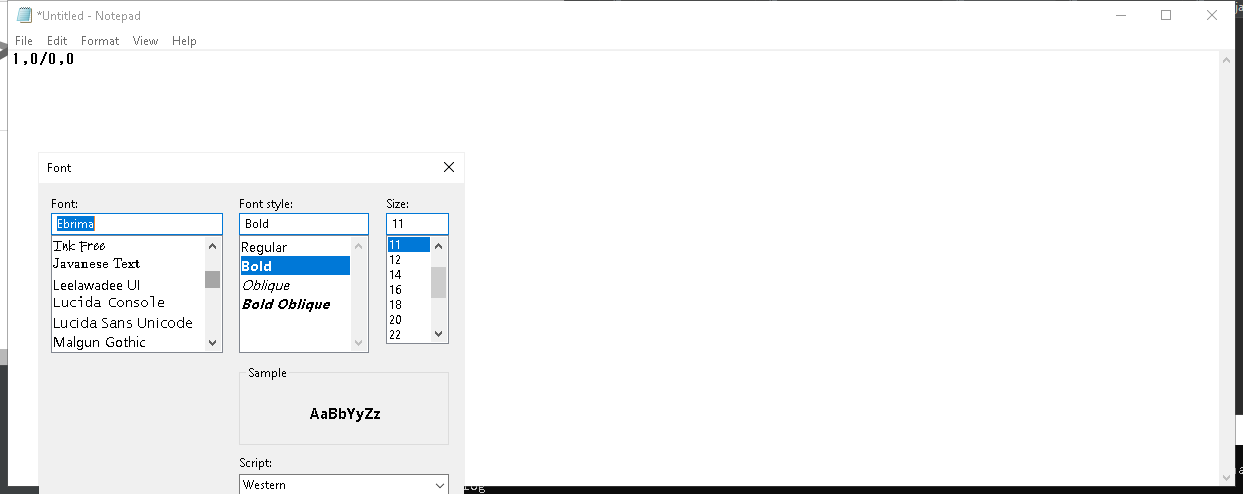 *Untitled - Notepad
File Edit Format View Help
1,0/0,0
Font
Font: Font style: Size:
Ebrima Bold 11
Ink Free
Javanese Text
Leelawadee UI
Lucida Console
Lucida Sans Unicode
Malgun Gothic
Regular
Bold
Oblique
Bold Oblique
11
12
14
16
18
20
22
Sample
AaBbYyZz
Script:
Western